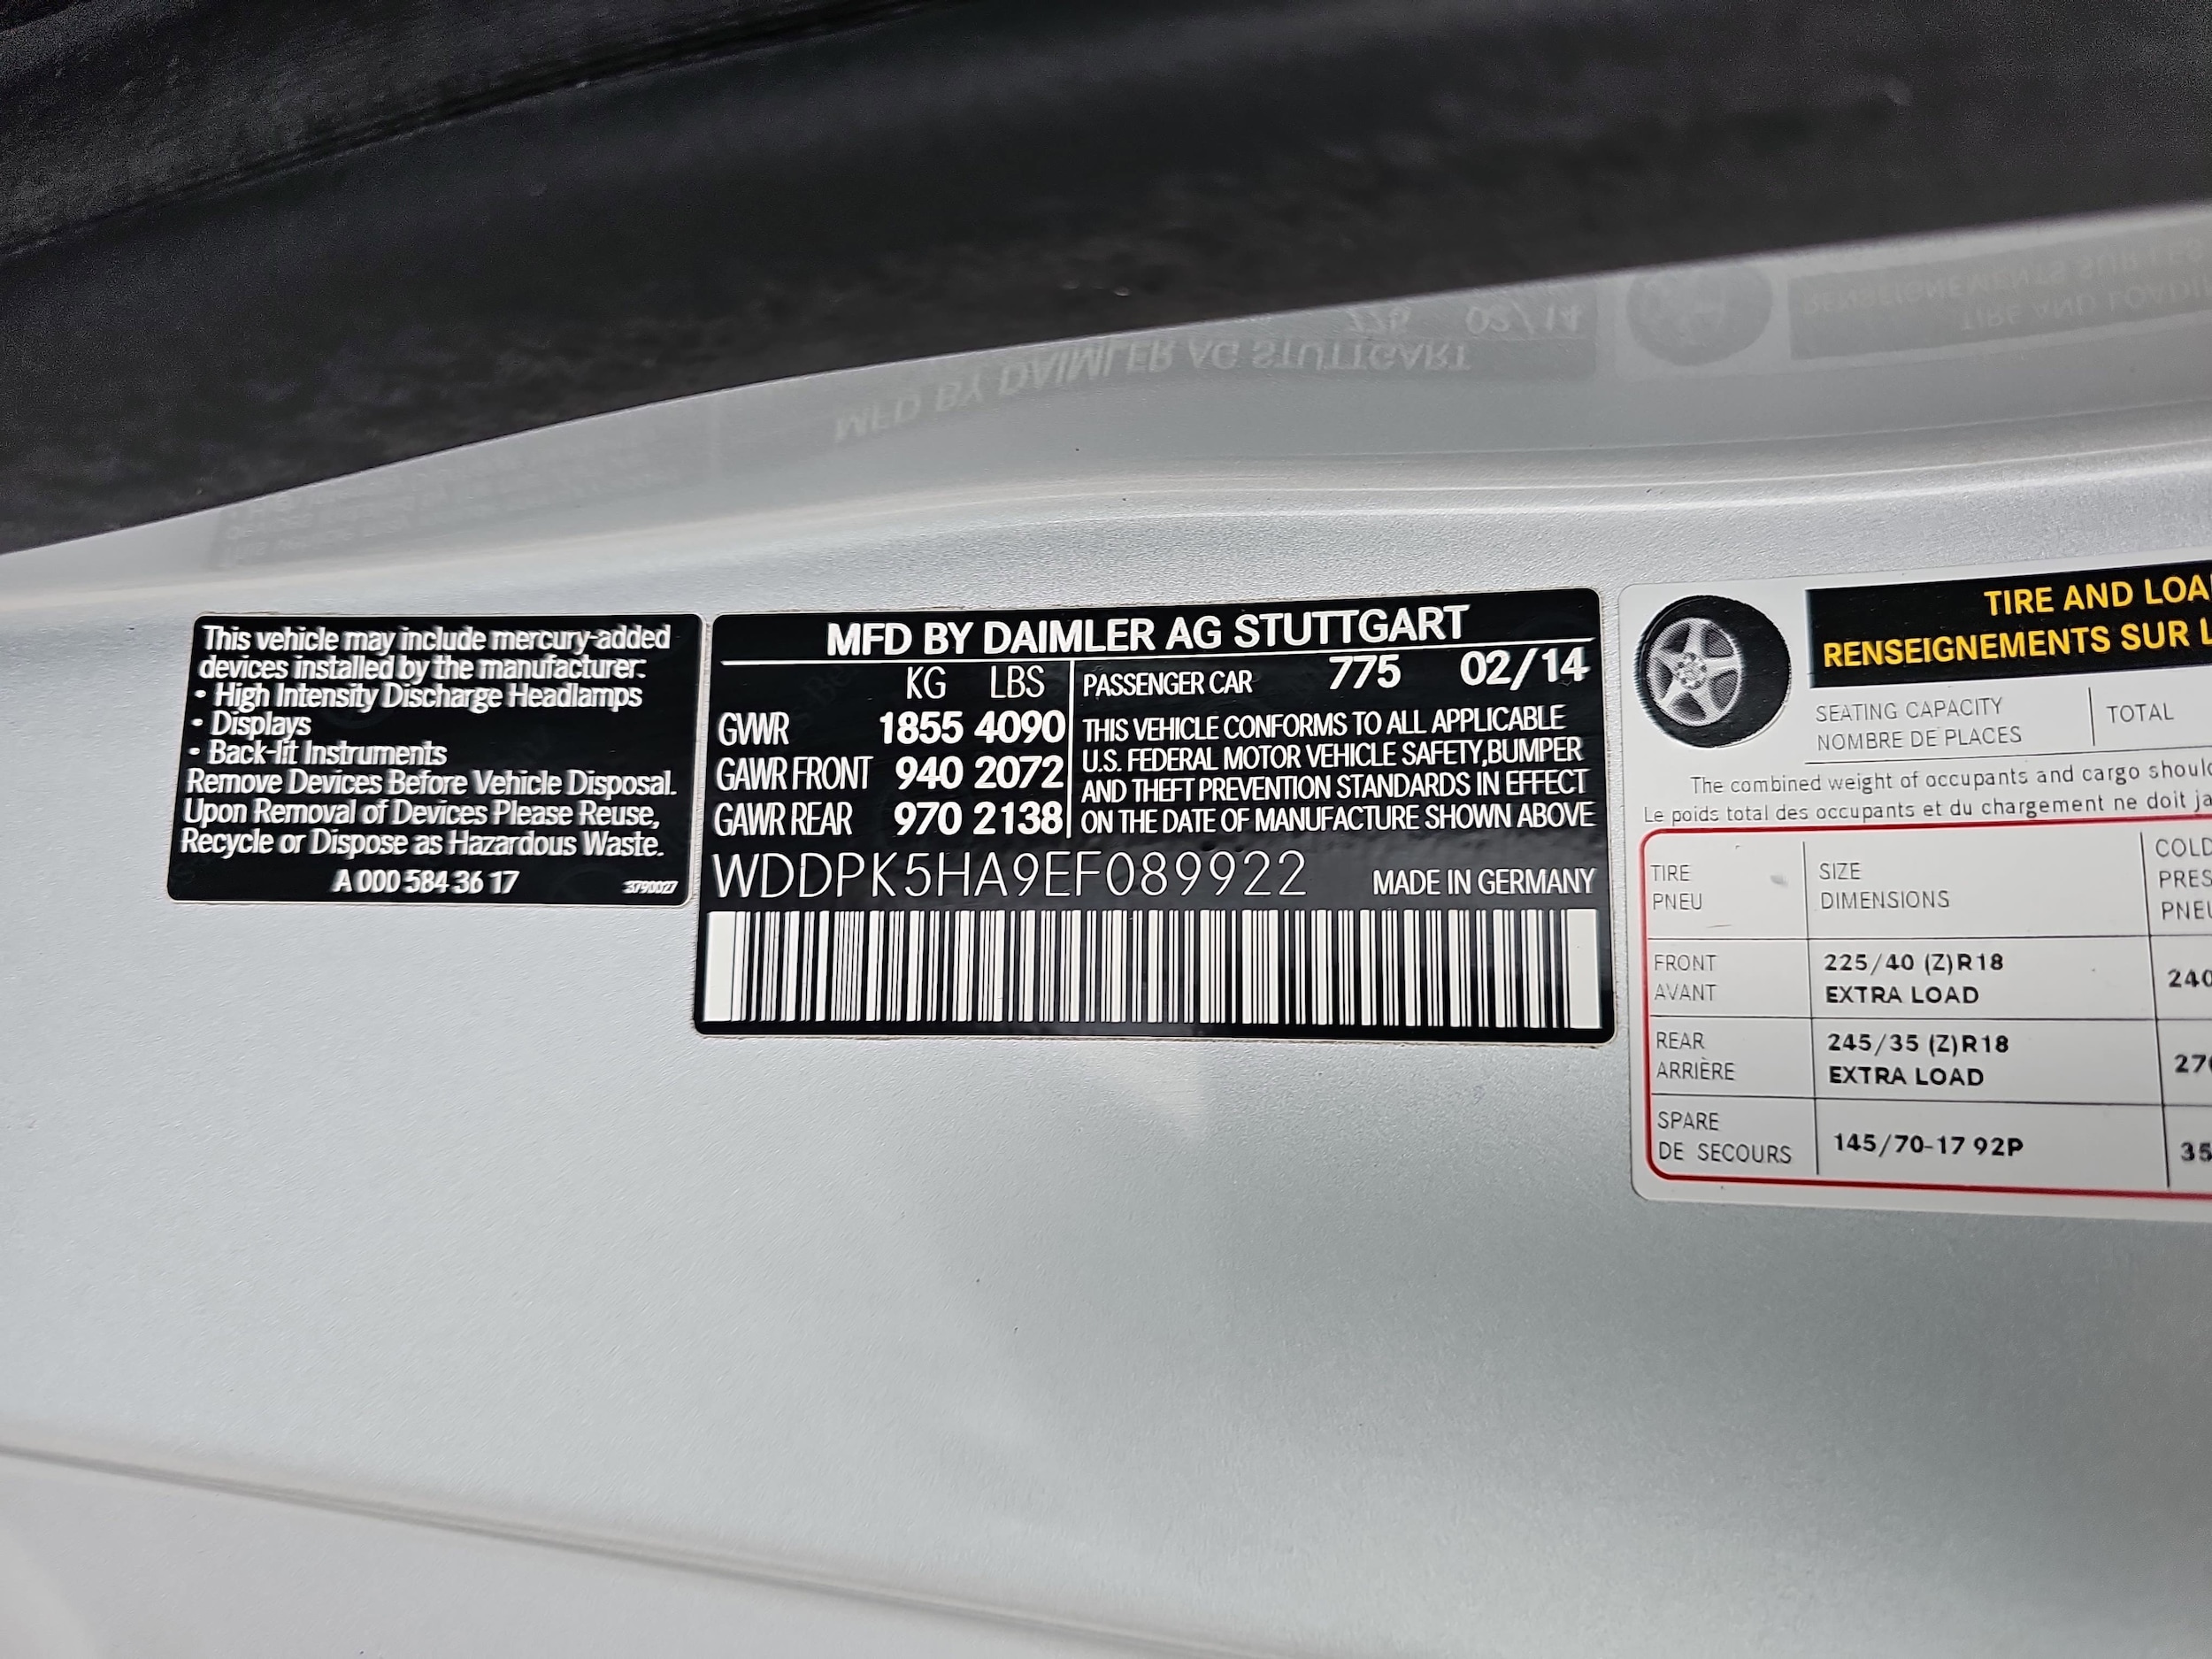 This vehicle may include mercury-added
devices installed by the manufacturer:
• High Intensity Discharge Headlamps
• Displays
• Back-lit Instruments
Remove Devices Before Vehicle Disposal.
Upon Removal of Devices Please Reuse,
Recycle or Dispose as Hazardous Waste.
A 000 584 36 17 3790027
MFD BY DAIMLER AG STUTTGART
KG LBS
GVWR 1855 4090
GAWR FRONT 940 2072
GAWR REAR 970 2138
PASSENGER CAR 775 02/14
THIS VEHICLE CONFORMS TO ALL APPLICABLE
U.S. FEDERAL MOTOR VEHICLE SAFETY,BUMPER
AND THEFT PREVENTION STANDARDS IN EFFECT
ON THE DATE OF MANUFACTURE SHOWN ABOVE
WDDPK5HA9EF089922 MADE IN GERMANY
TIRE AND LOA
RENSEIGNEMENTS SUR L
SEATING CAPACITY
NOMBRE DE PLACES
TOTAL
The combined weight of occupants and cargo should
Le poids total des occupants et du chargement ne doit ja
TIRE
PNEU
SIZE
DIMENSIONS
COLD
PRES
PNEU
FRONT
AVANT
225/40 (Z)R18
EXTRA LOAD
240
REAR
ARRIÈRE
245/35 (Z)R18
EXTRA LOAD
270
SPARE
DE SECOURS
145/70-17 92P
35